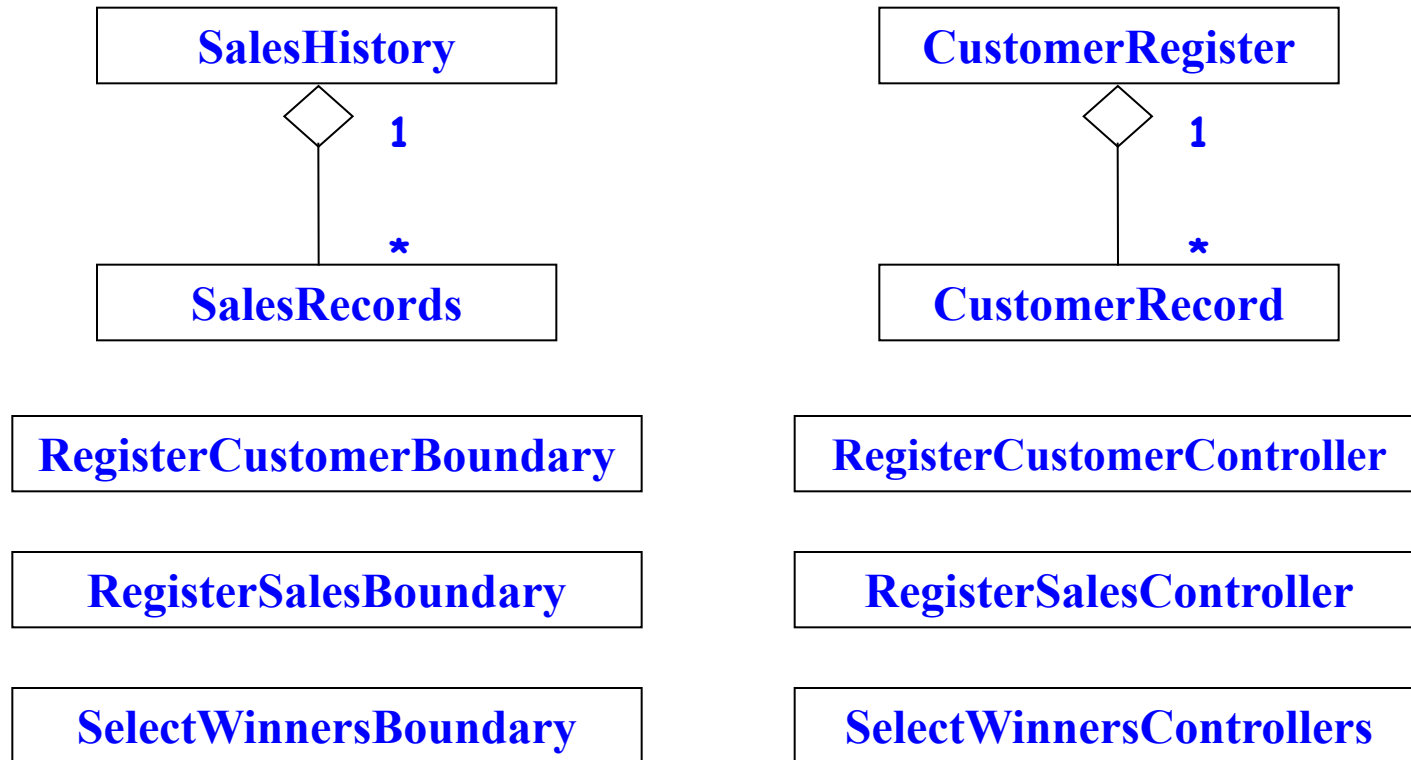 SalesHistory
CustomerRegister
1
1
*
*
SalesRecords
CustomerRecord
RegisterCustomerBoundary
RegisterCustomerController
RegisterSalesBoundary
RegisterSalesController
SelectWinnersBoundary
SelectWinnersControllers